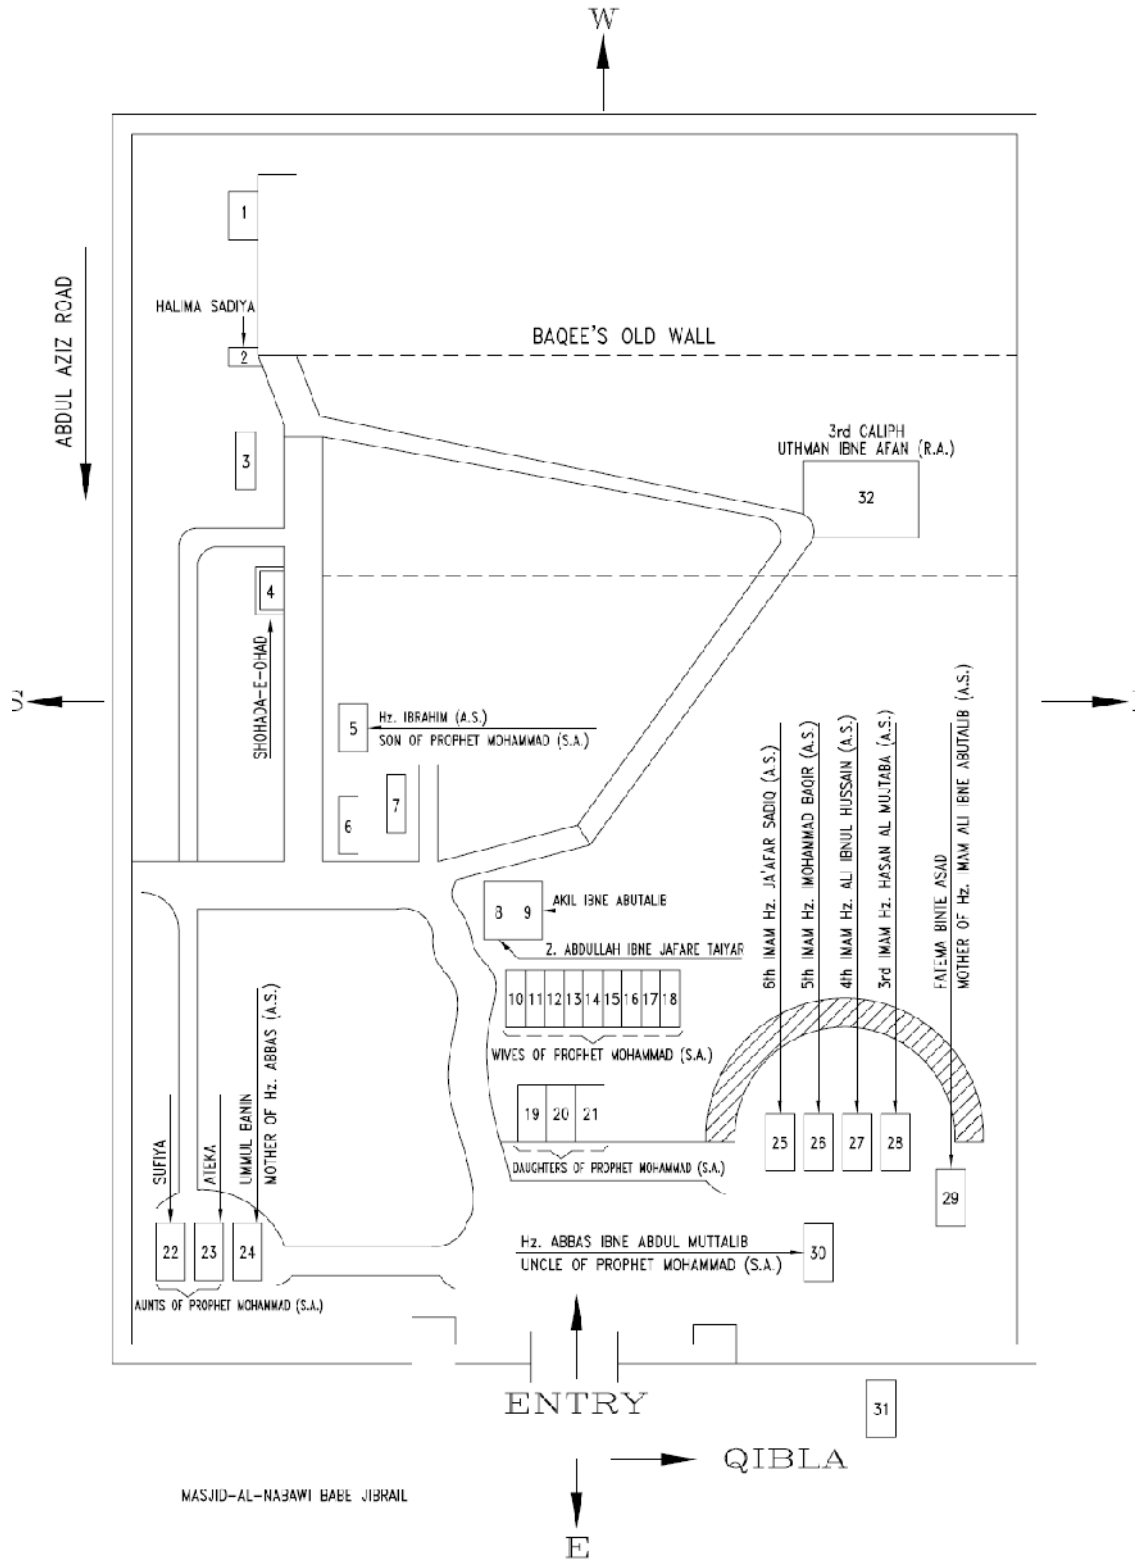 W
1
HALIMA SADIYA
2
ABDUL AZIZ ROAD
BAQEE'S OLD WALL
3
3rd CALIPH
UTHMAN IBNE AFAN (R.A.)
32
4
SHOHADA-E-OHAD
S
5
Hz. IBRAHIM (A.S.)
SON OF PROPHET MOHAMMAD (S.A.)
6
7
8 9
AKIL IBNE ABUTALIB
2. ABDULLAH IBNE JAFARE TAIYAR
10 11 12 13 14 15 16 17 18
WIVES OF PROPHET MOHAMMAD (S.A.)
6th IMAM Hz. JA'AFAR SADIQ (A.S.)
5th IMAM Hz. MOHAMMAD BAQIR (A.S.)
4th IMAM Hz. ALI IBNUL HUSSAIN (A.S.)
3rd IMAM Hz. HASAN AL MUJTABA (A.S.)
FATEMA BINTE ASAD
MOTHER OF Hz. IMAM ALI IBNE ABUTALIB (A.S.)
19 20 21
DAUGHTERS OF PROPHET MOHAMMAD (S.A.)
25 26 27 28
29
SUFIYA
ATEKA
UMMUL BANIN
MOTHER OF Hz. ABBAS (A.S.)
22 23 24
AUNTS OF PROPHET MOHAMMAD (S.A.)
Hz. ABBAS IBNE ABDUL MUTTALIB
UNCLE OF PROPHET MOHAMMAD (S.A.)
30
ENTRY
31
QIBLA
MASJID-AL-NABAWI BABE JIBRAIL
E